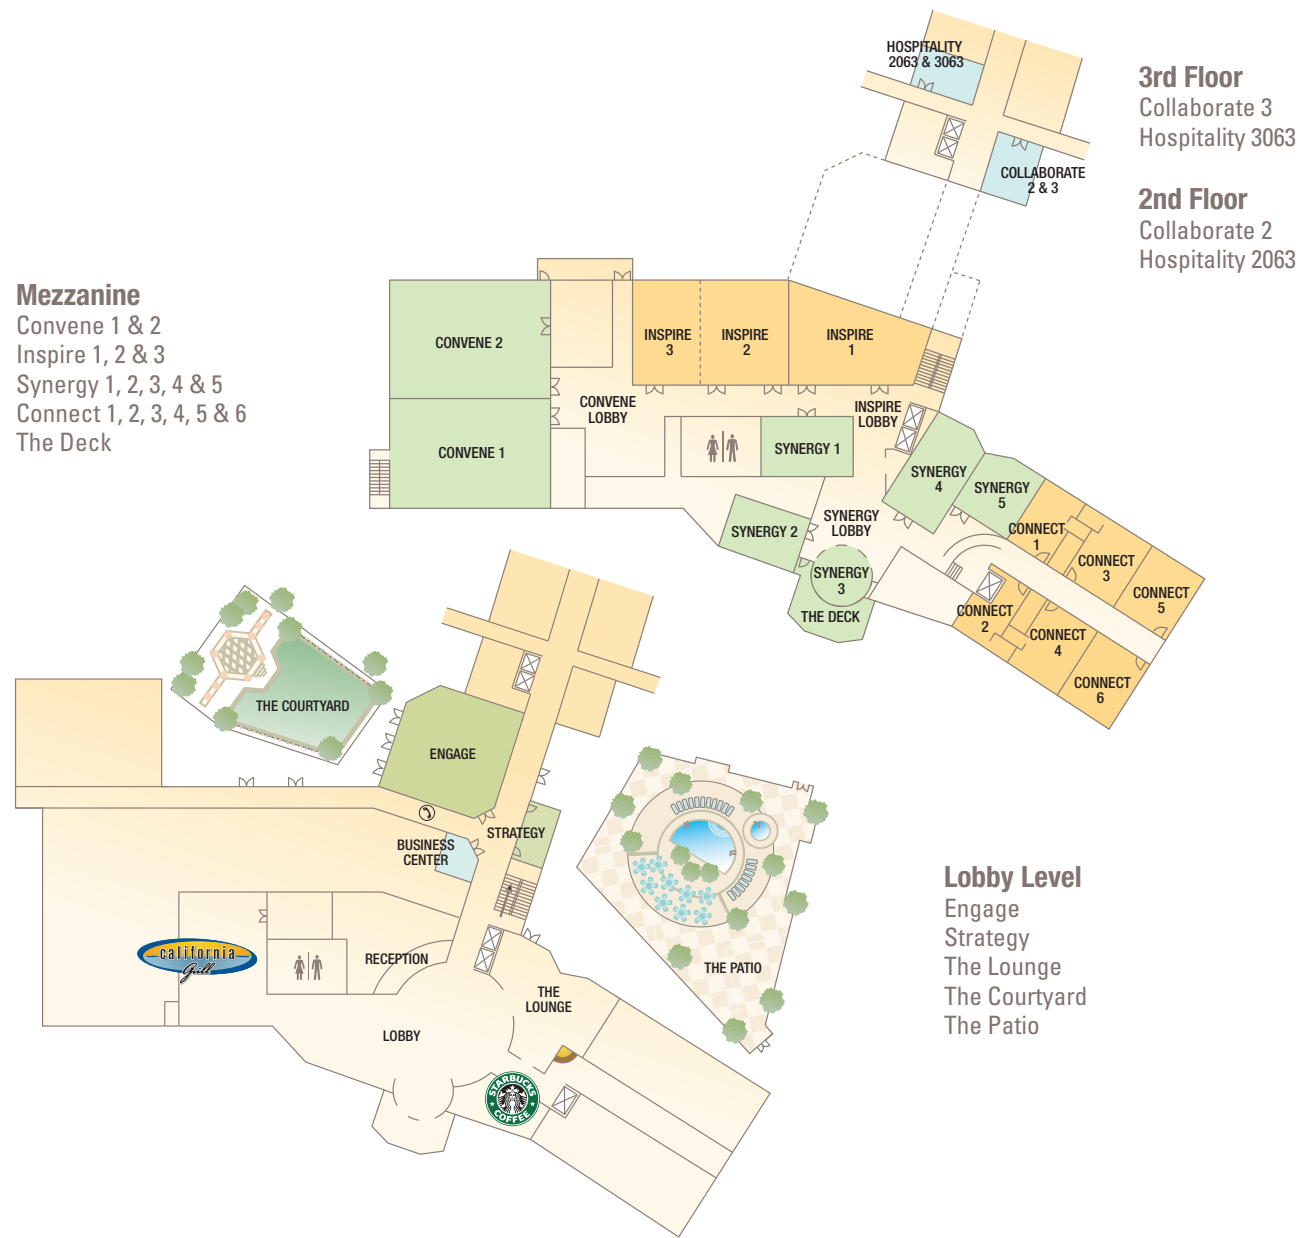 HOSPITALITY
2063 & 3063
COLLABORATE
2 & 3
3rd Floor
Collaborate 3
Hospitality 3063
2nd Floor
Collaborate 2
Hospitality 2063
Mezzanine
Convene 1 & 2
Inspire 1, 2 & 3
Synergy 1, 2, 3, 4 & 5
Connect 1, 2, 3, 4, 5 & 6
The Deck
CONVENE 2
CONVENE 1
CONVENE
LOBBY
INSPIRE
3
INSPIRE
2
INSPIRE
1
INSPIRE
LOBBY
SYNERGY 1
SYNERGY 2
SYNERGY
LOBBY
SYNERGY
3
THE DECK
SYNERGY
4
SYNERGY
5
CONNECT
1
CONNECT
3
CONNECT
5
CONNECT
2
CONNECT
4
CONNECT
6
THE COURTYARD
ENGAGE
STRATEGY
BUSINESS
CENTER
california
Grill
RECEPTION
LOBBY
THE
LOUNGE
STARBUCKS
COFFEE
THE PATIO
Lobby Level
Engage
Strategy
The Lounge
The Courtyard
The Patio